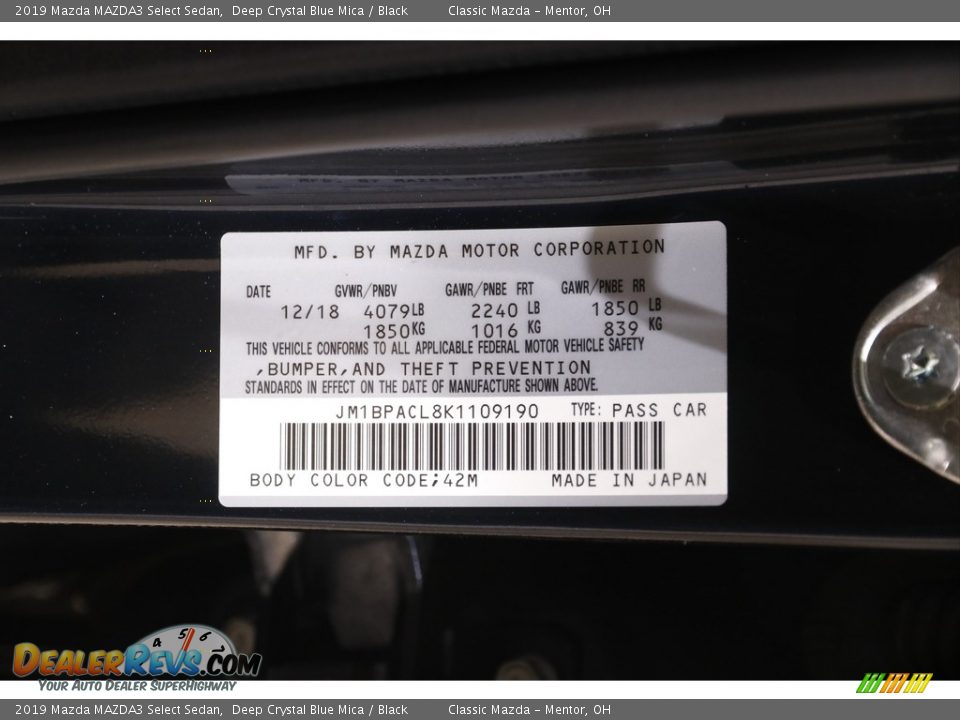 2019 Mazda MAZDA3 Select Sedan, Deep Crystal Blue Mica / Black Classic Mazda – Mentor, OH
MFD. BY MAZDA MOTOR CORPORATION
DATE GVWR/PNBV GAWR/PNBE FRT GAWR/PNBE RR
12/18 4079LB 2240 LB 1850 LB
1850KG 1016 KG 839 KG
THIS VEHICLE CONFORMS TO ALL APPLICABLE FEDERAL MOTOR VEHICLE SAFETY
,BUMPER,AND THEFT PREVENTION
STANDARDS IN EFFECT ON THE DATE OF MANUFACTURE SHOWN ABOVE.
JM1BPACL8K1109190 TYPE: PASS CAR
BODY COLOR CODE;42M MADE IN JAPAN
4 5 6
DEALERREVS.COM
YOUR AUTO DEALER SUPERHIGHWAY
2019 Mazda MAZDA3 Select Sedan, Deep Crystal Blue Mica / Black Classic Mazda – Mentor, OH